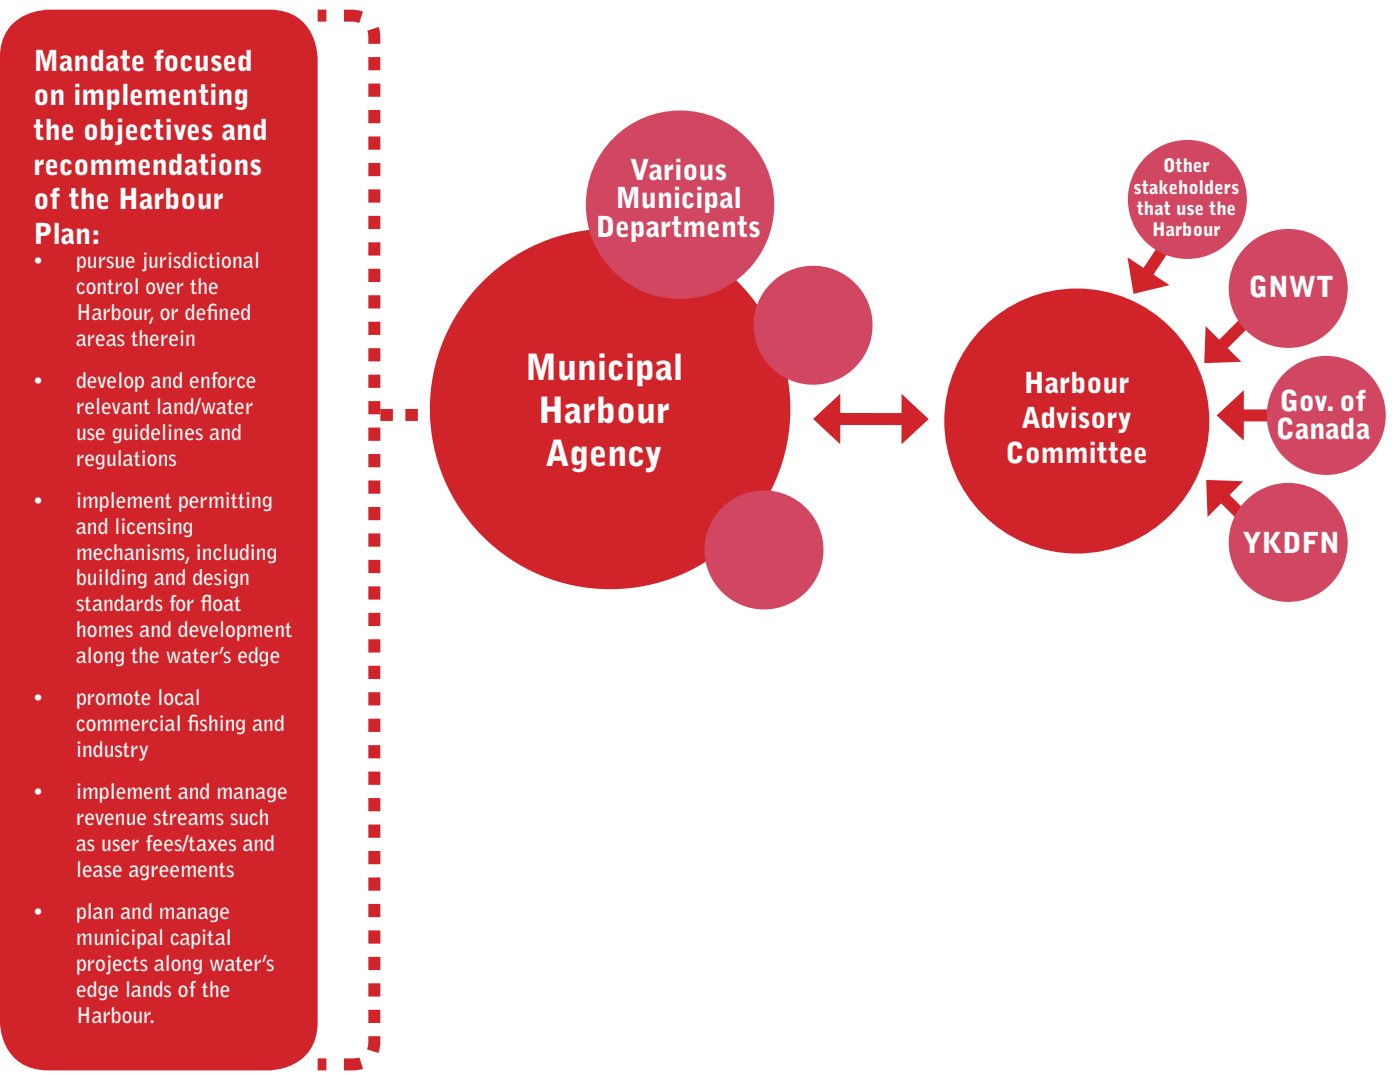 Mandate focused
on implementing
the objectives and
recommendations
of the Harbour
Plan:
• pursue jurisdictional
control over the
Harbour, or defined
areas therein
• develop and enforce
relevant land/water
use guidelines and
regulations
• implement permitting
and licensing
mechanisms, including
building and design
standards for float
homes and development
along the water’s edge
• promote local
commercial fishing and
industry
• implement and manage
revenue streams such
as user fees/taxes and
lease agreements
• plan and manage
municipal capital
projects along water’s
edge lands of the
Harbour.
Various
Municipal
Departments
Municipal
Harbour
Agency
Harbour
Advisory
Committee
Other
stakeholders
that use the
Harbour
GNWT
Gov. of
Canada
YKDFN